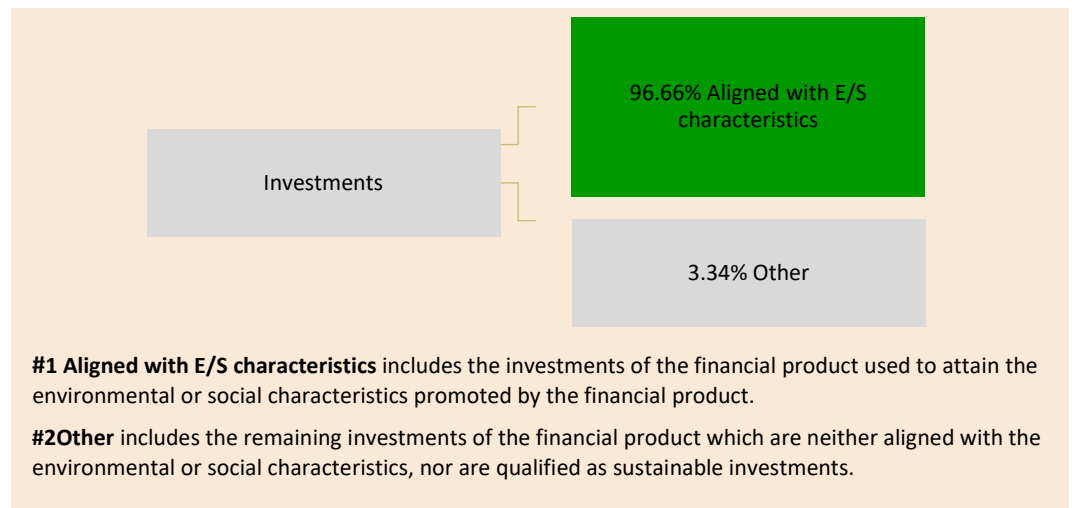 96.66% Aligned with E/S
characteristics
Investments
3.34% Other
#1 Aligned with E/S characteristics includes the investments of the financial product used to attain the
environmental or social characteristics promoted by the financial product.
#2Other includes the remaining investments of the financial product which are neither aligned with the
environmental or social characteristics, nor are qualified as sustainable investments.